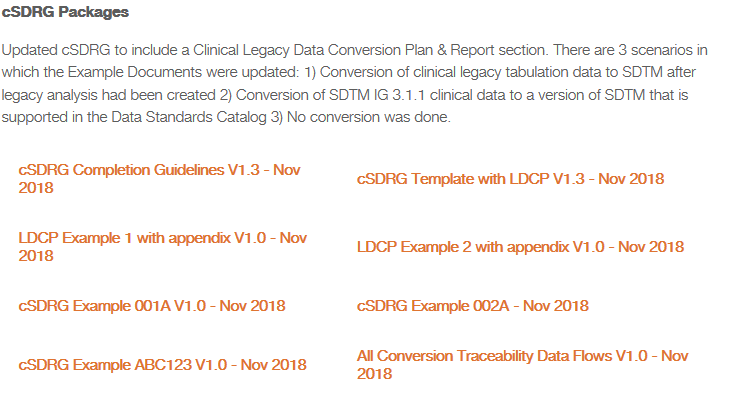 cSDRG Packages
Updated cSDRG to include a Clinical Legacy Data Conversion Plan & Report section. There are 3 scenarios in
which the Example Documents were updated: 1) Conversion of clinical legacy tabulation data to SDTM after
legacy analysis had been created 2) Conversion of SDTM IG 3.1.1 clinical data to a version of SDTM that is
supported in the Data Standards Catalog 3) No conversion was done.
cSDRG Completion Guidelines V1.3 - Nov
2018
cSDRG Template with LDCP V1.3 - Nov 2018
LDCP Example 1 with appendix V1.0 - Nov
2018
LDCP Example 2 with appendix V1.0 - Nov 2018
cSDRG Example 001A V1.0 - Nov 2018
cSDRG Example 002A - Nov 2018
cSDRG Example ABC123 V1.0 - Nov 2018
All Conversion Traceability Data Flows V1.0 - Nov
2018